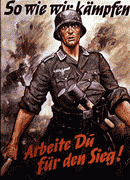 So wie wir kämpfen
Arbeite Du
für den Sieg!